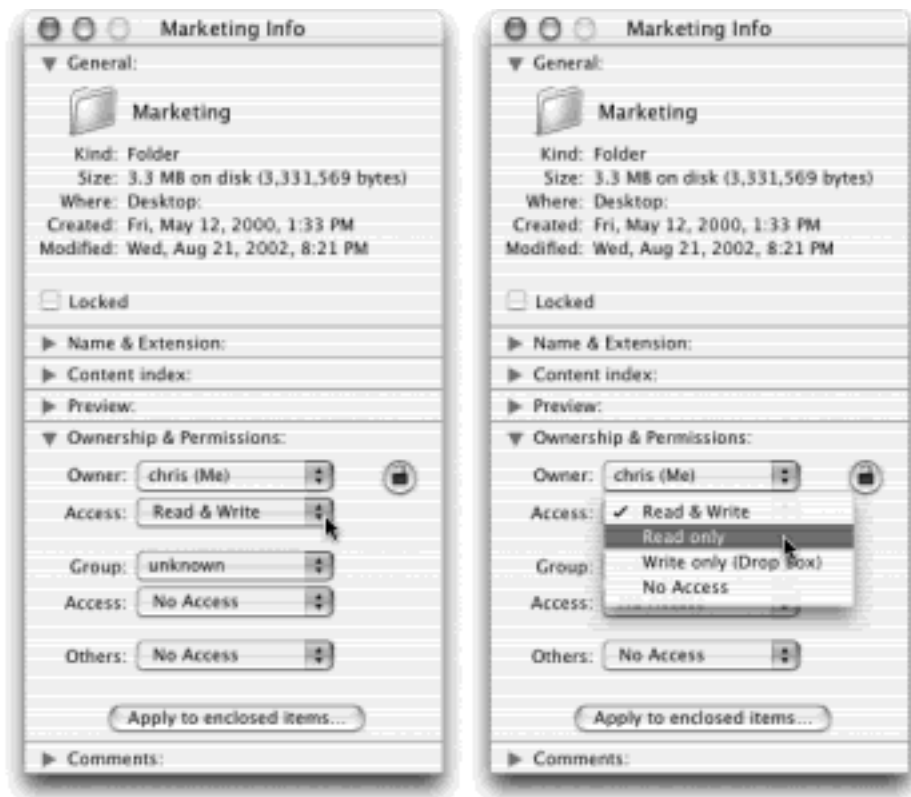 Marketing Info
General:
Marketing
Kind: Folder
Size: 3.3 MB on disk (3,331,569 bytes)
Where: Desktop:
Created: Fri, May 12, 2000, 1:33 PM
Modified: Wed, Aug 21, 2002, 8:21 PM
Locked
Name & Extension:
Content index:
Preview:
Ownership & Permissions:
Owner: chris (Me)
Access: Read & Write
Group: unknown
Access: No Access
Others: No Access
Apply to enclosed items...
Comments:
Marketing Info
General:
Marketing
Kind: Folder
Size: 3.3 MB on disk (3,331,569 bytes)
Where: Desktop:
Created: Fri, May 12, 2000, 1:33 PM
Modified: Wed, Aug 21, 2002, 8:21 PM
Locked
Name & Extension:
Content index:
Preview:
Ownership & Permissions:
Owner: chris (Me)
Access: ✓ Read & Write
Read only
Group: Write only (Drop Box)
No Access
Access:
Others: No Access
Apply to enclosed items...
Comments: